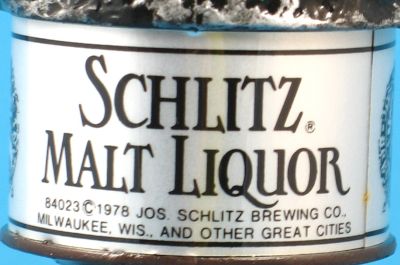 SCHLITZ®
MALT LIQUOR
84023 © 1978 JOS. SCHLITZ BREWING CO.,
MILWAUKEE, WIS., AND OTHER GREAT CITIES